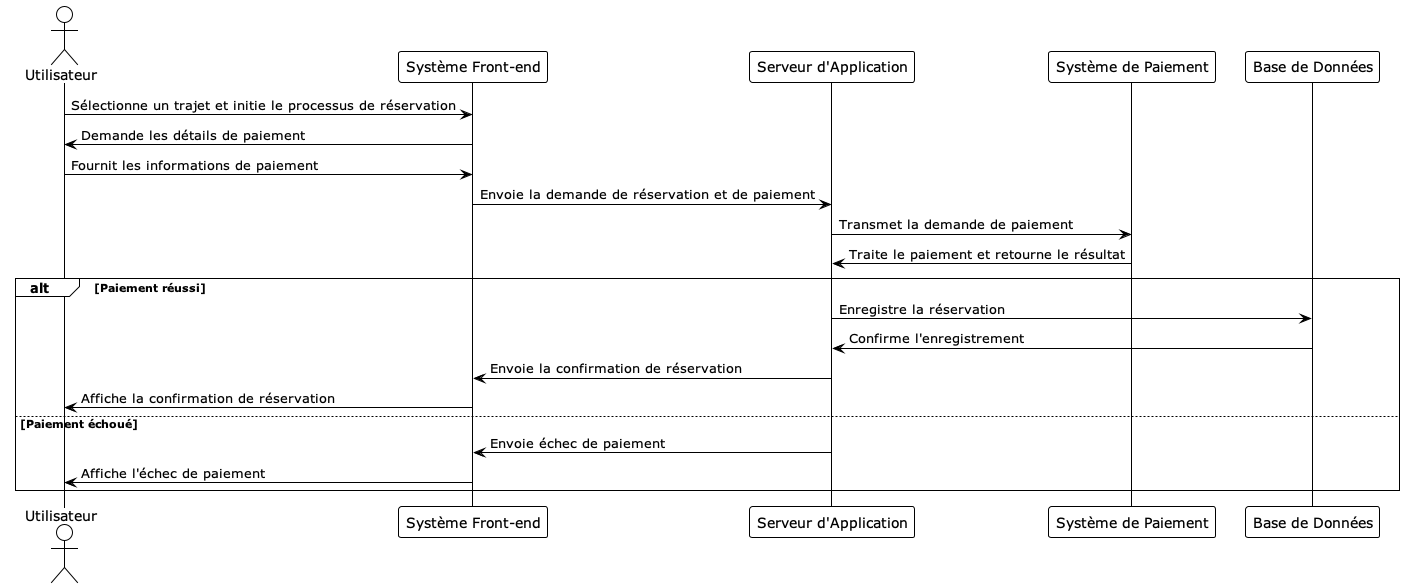 Utilisateur
Système Front-end
Serveur d'Application
Système de Paiement
Base de Données
Sélectionne un trajet et initie le processus de réservation
Demande les détails de paiement
Fournit les informations de paiement
Envoie la demande de réservation et de paiement
Transmet la demande de paiement
Traite le paiement et retourne le résultat
alt
[Paiement réussi]
Enregistre la réservation
Confirme l'enregistrement
Envoie la confirmation de réservation
Affiche la confirmation de réservation
[Paiement échoué]
Envoie échec de paiement
Affiche l'échec de paiement
Utilisateur
Système Front-end
Serveur d'Application
Système de Paiement
Base de Données